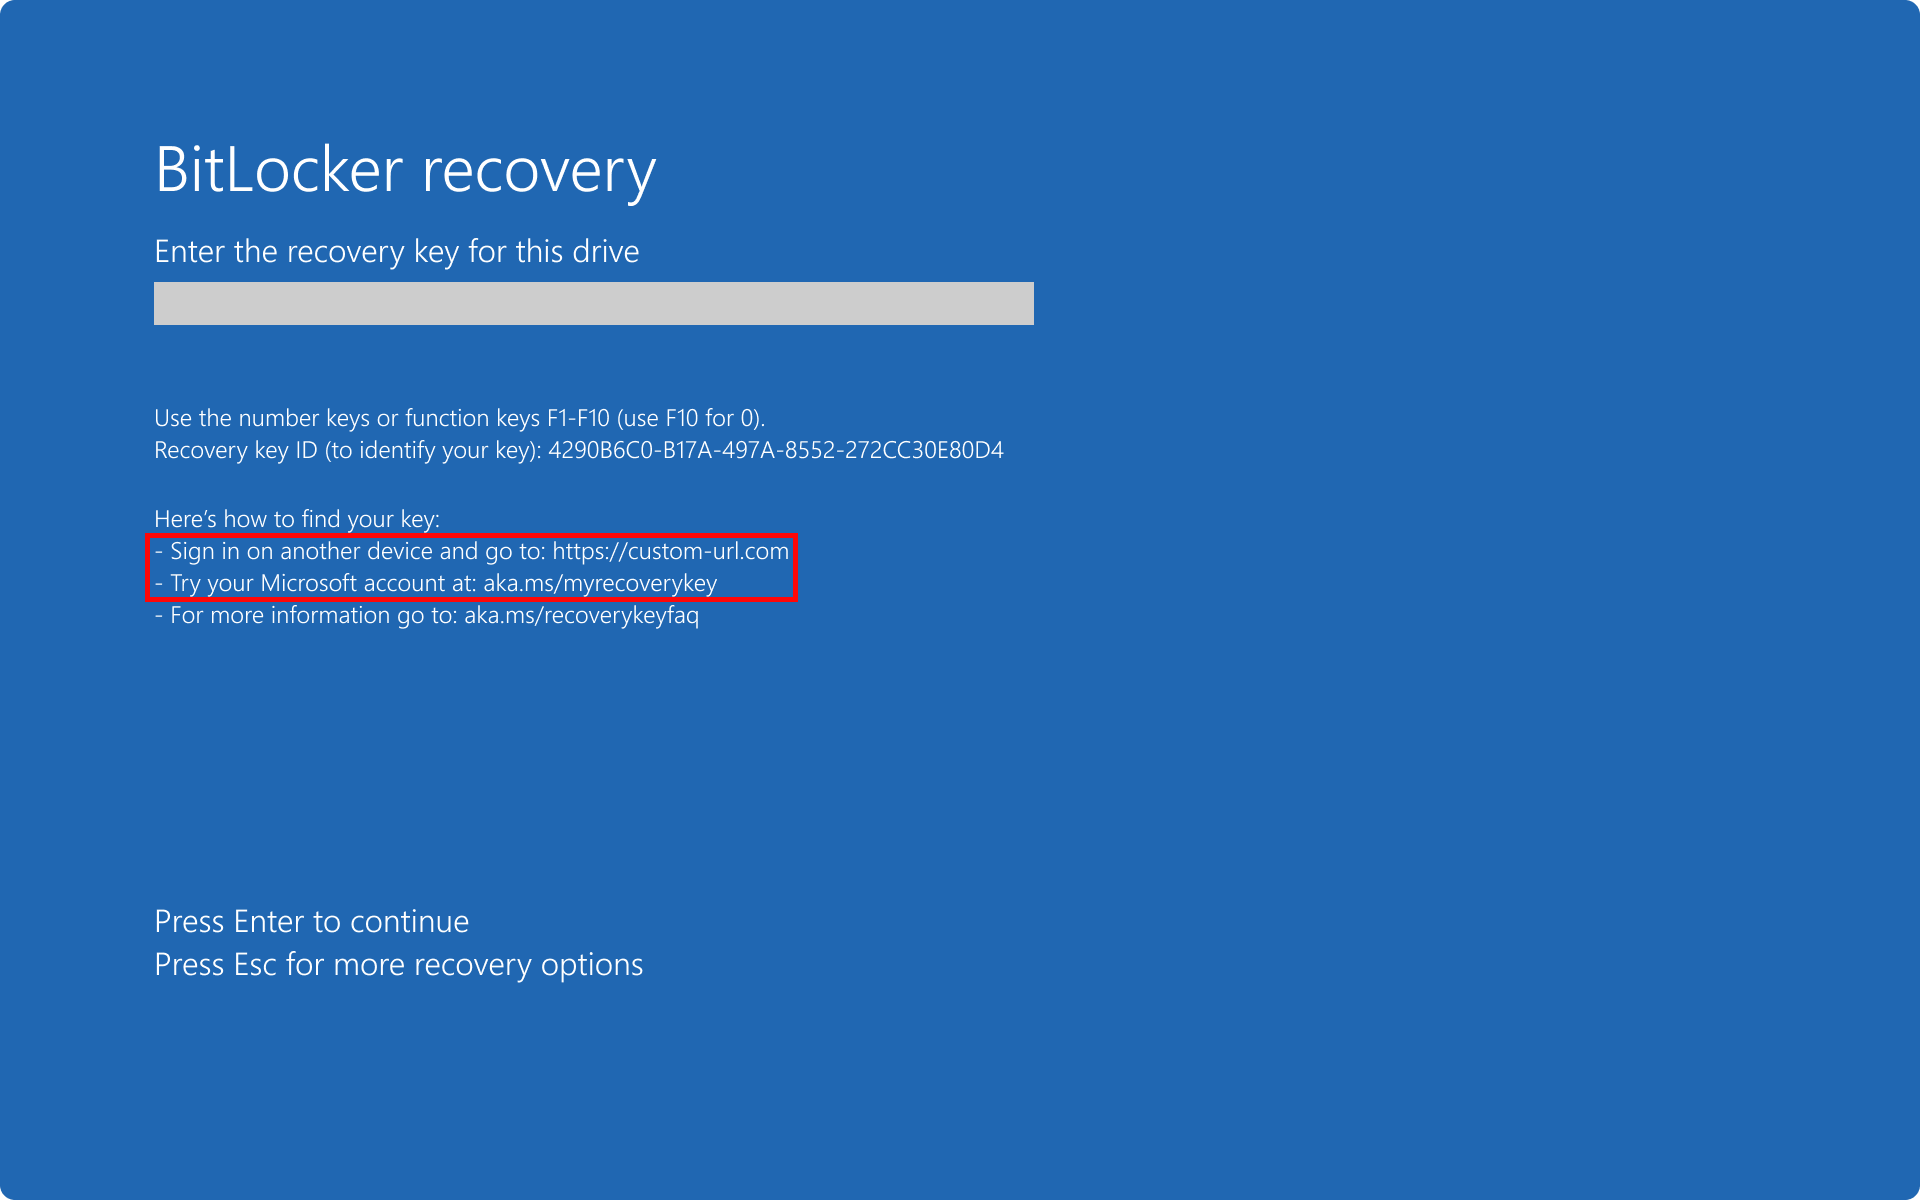 BitLocker recovery
Enter the recovery key for this drive
Use the number keys or function keys F1-F10 (use F10 for 0).
Recovery key ID (to identify your key): 4290B6C0-B17A-497A-8552-272CC30E80D4
Here’s how to find your key:
- Sign in on another device and go to: https://custom-url.com
- Try your Microsoft account at: aka.ms/myrecoverykey
- For more information go to: aka.ms/recoverykeyfaq
Press Enter to continue
Press Esc for more recovery options